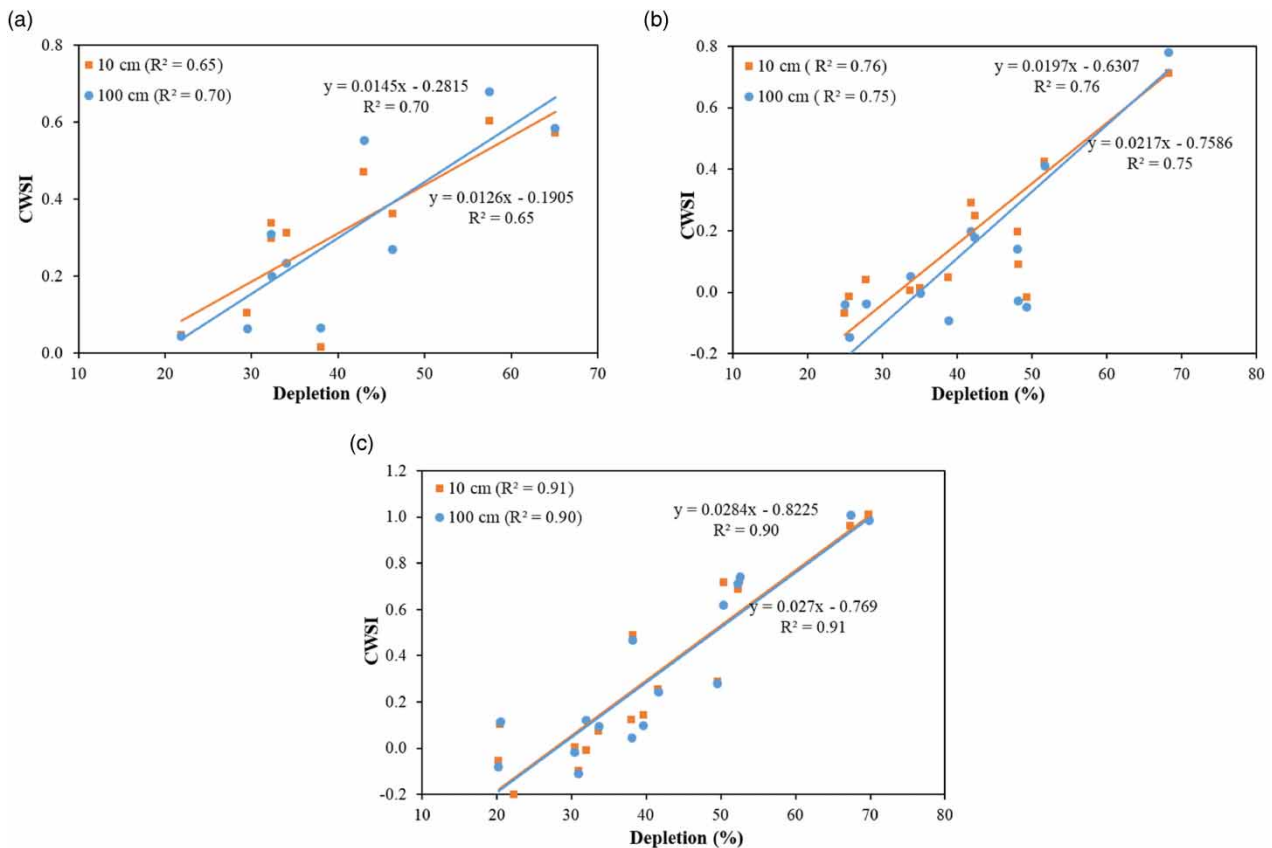 (a)
0.8
0.6
0.4
0.2
0.0
CWSI
10 cm (R² = 0.65)
100 cm (R² = 0.70)
y = 0.0145x - 0.2815
R² = 0.70
y = 0.0126x - 0.1905
R² = 0.65
10 20 30 40 50 60 70
Depletion (%)
(b)
0.8
0.6
0.4
0.2
0.0
-0.2
CWSI
10 cm ( R² = 0.76)
100 cm ( R² = 0.75)
y = 0.0197x - 0.6307
R² = 0.76
y = 0.0217x - 0.7586
R² = 0.75
10 20 30 40 50 60 70 80
Depletion (%)
(c)
1.2
1.0
0.8
0.6
0.4
0.2
0.0
-0.2
CWSI
10 cm (R² = 0.91)
100 cm (R² = 0.90)
y = 0.0284x - 0.8225
R² = 0.90
y = 0.027x - 0.769
R² = 0.91
10 20 30 40 50 60 70 80
Depletion (%)